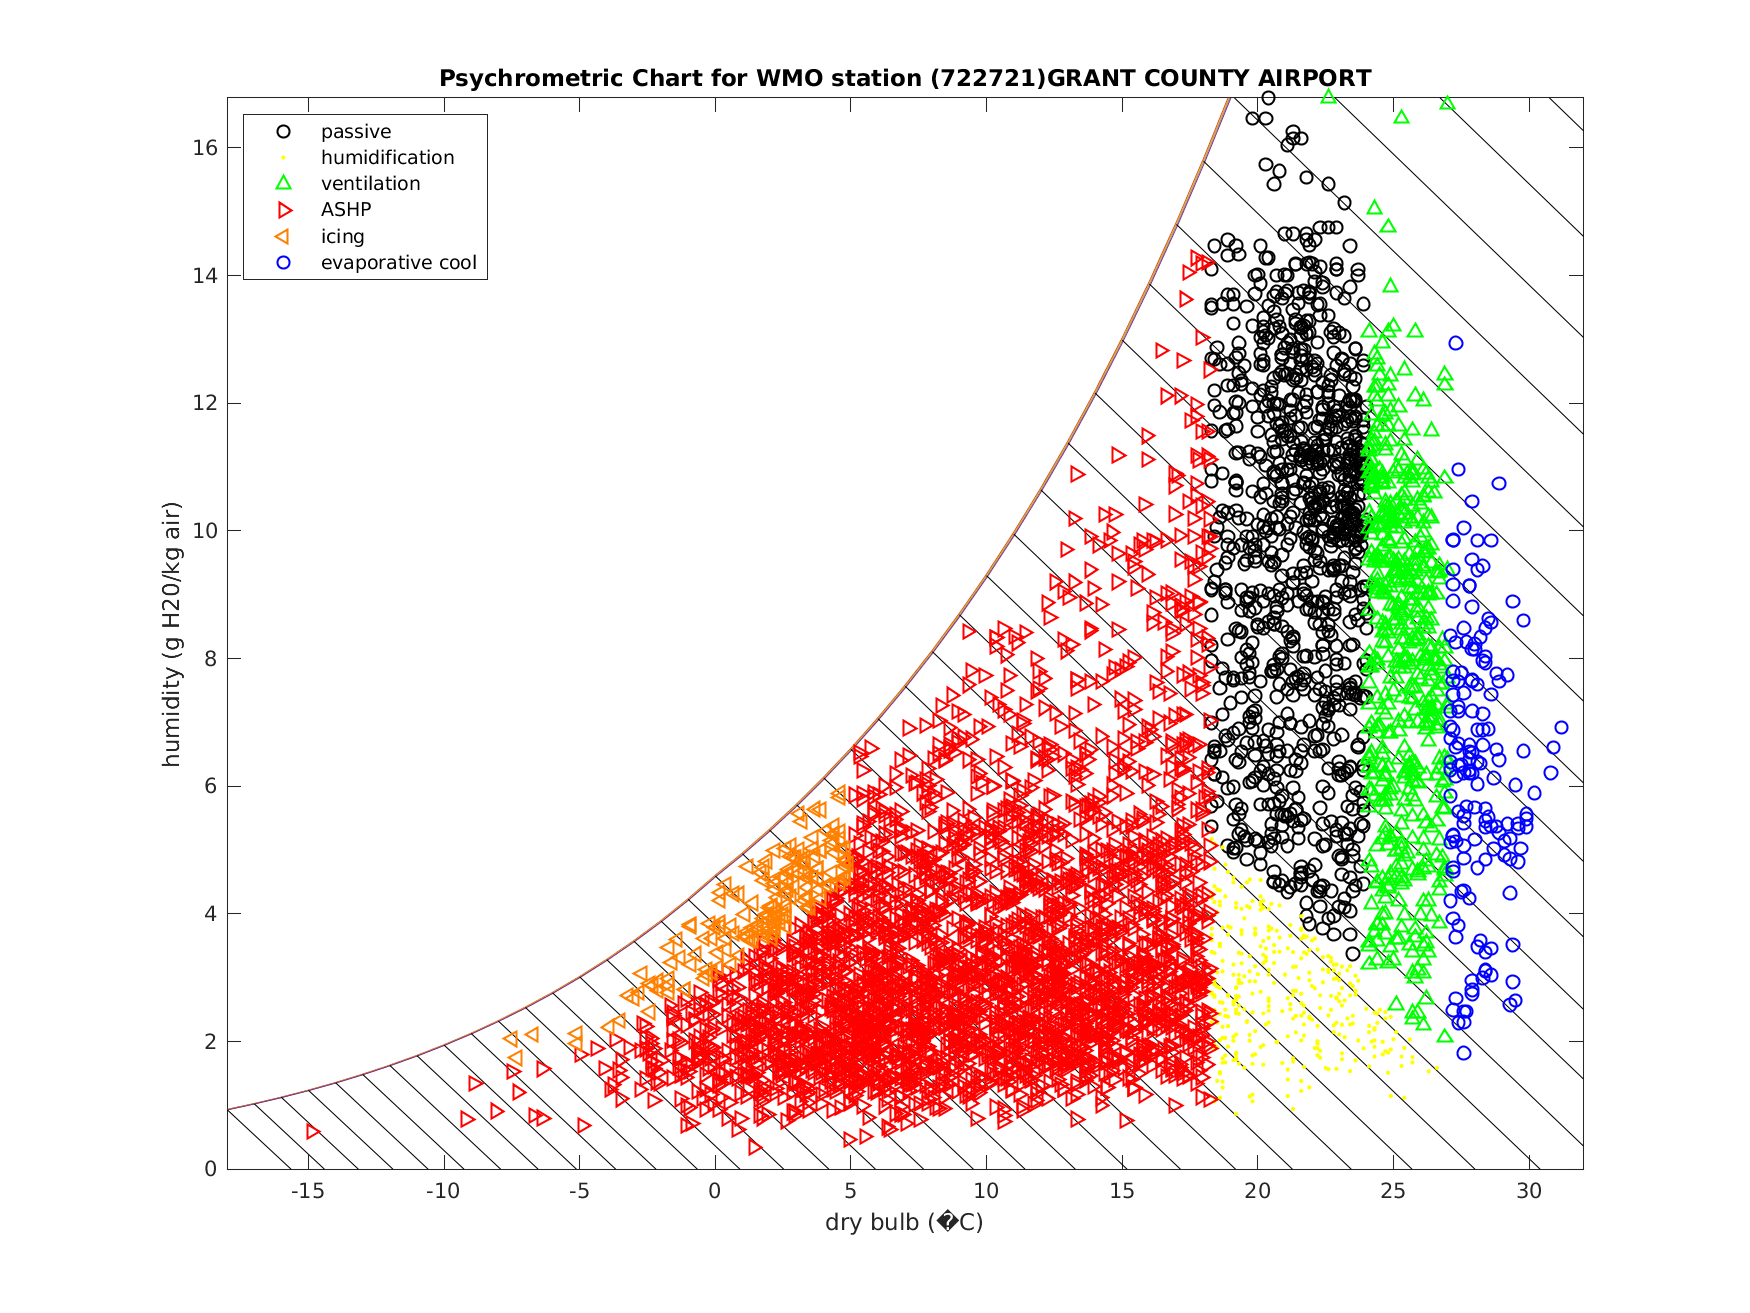 Psychrometric Chart for WMO station (722721)GRANT COUNTY AIRPORT
passive
humidification
ventilation
ASHP
icing
evaporative cool
humidity (g H20/kg air)
16
14
12
10
8
6
4
2
0
-15 -10 -5 0 5 10 15 20 25 30
dry bulb (�C)